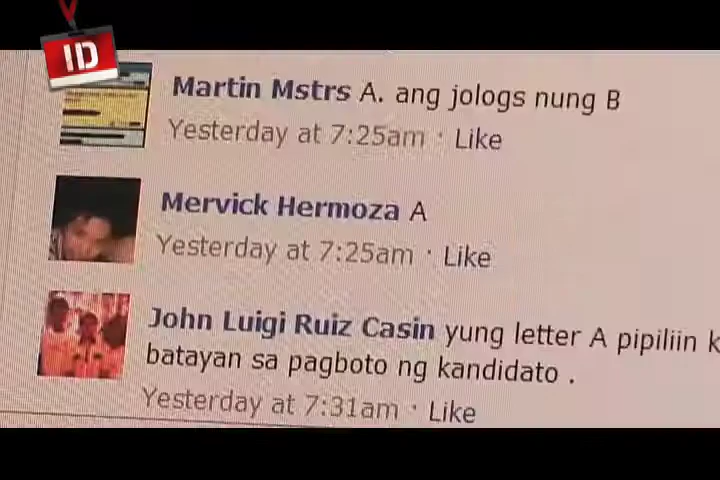 ID
Martin Mstrs A. ang jologs nung B
Yesterday at 7:25am · Like
Mervick Hermoza A
Yesterday at 7:25am · Like
John Luigi Ruiz Casin yung letter A pipiliin k
batayan sa pagboto ng kandidato .
Yesterday at 7:31am · Like